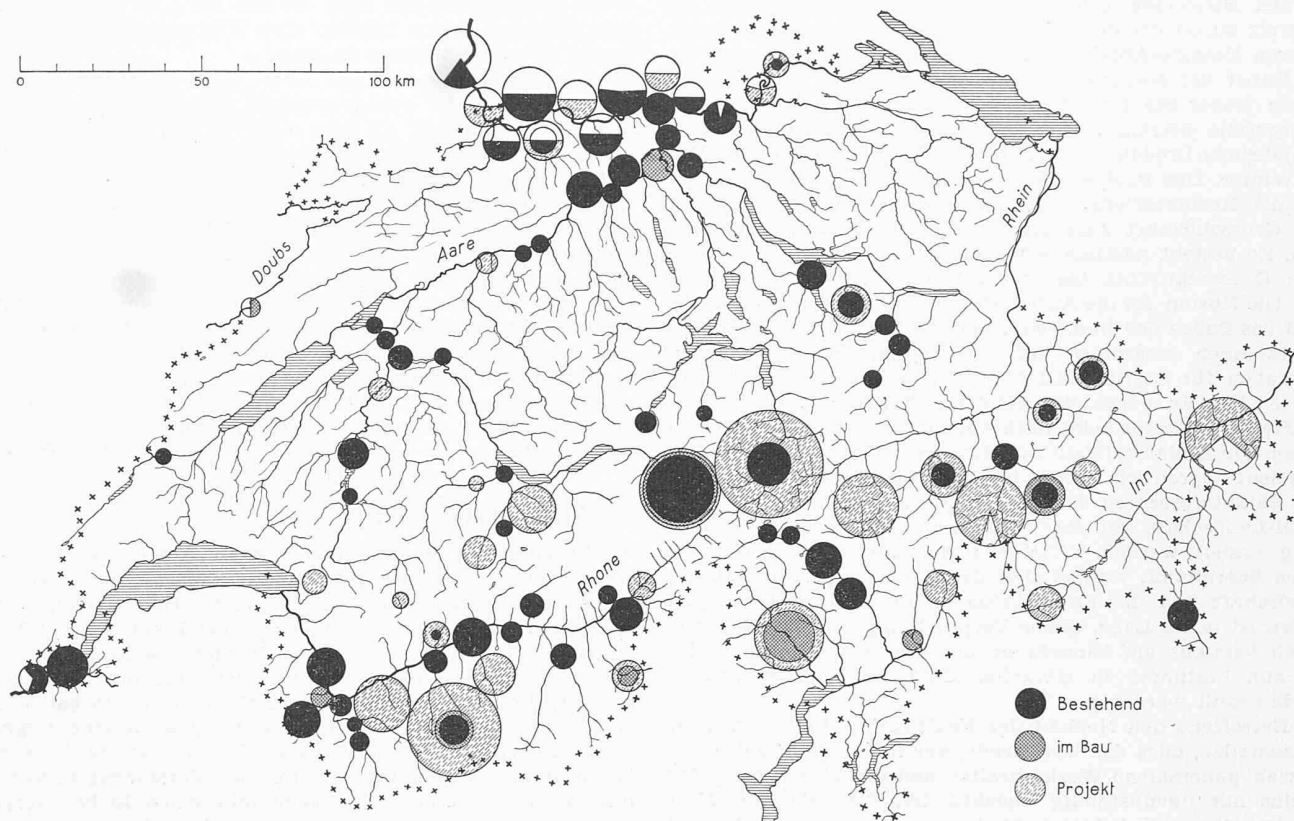 0 50 100 km
Rhein
Doubs
Aare
Inn
Rhone
Bestehend
im Bau
Projekt